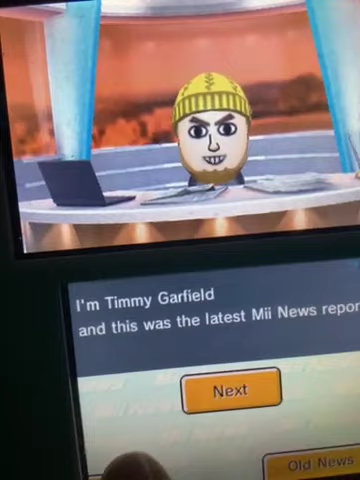 I'm Timmy Garfield
and this was the latest Mii News repor
Next
Old News